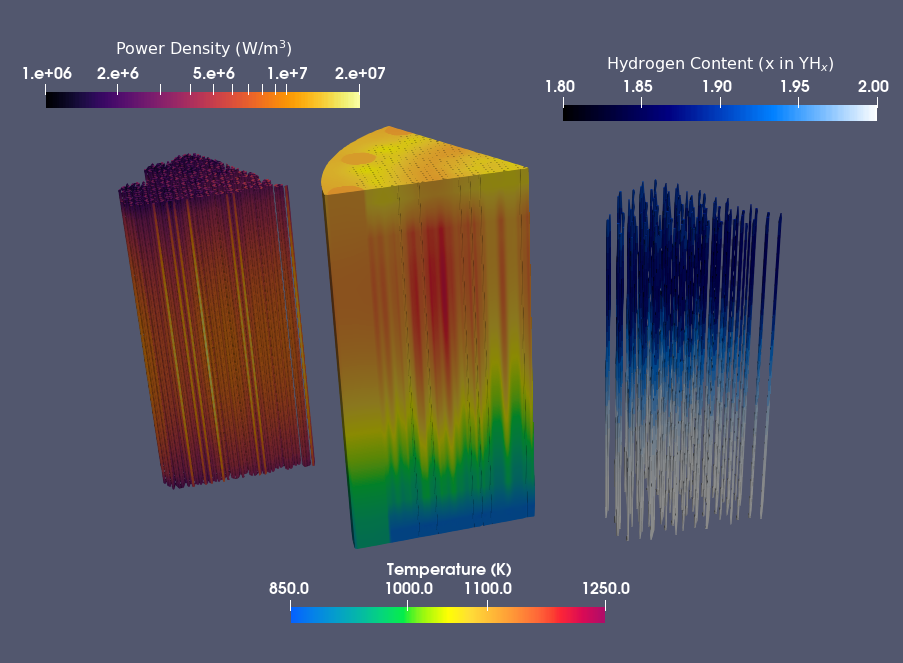 Power Density (W/m³)
1.e+06 2.e+6 5.e+6 1.e+7 2.e+07
Hydrogen Content (x in YHₓ)
1.80 1.85 1.90 1.95 2.00
Temperature (K)
850.0 1000.0 1100.0 1250.0